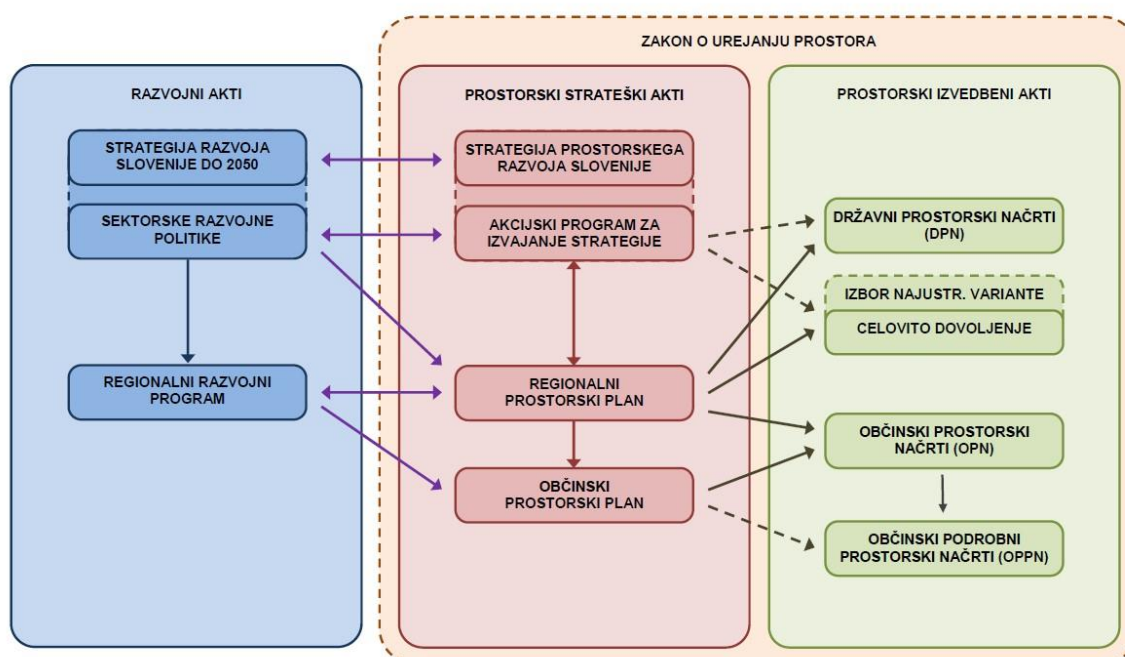 ZAKON O UREJANJU PROSTORA
RAZVOJNI AKTI
STRATEGIJA RAZVOJA
SLOVENIJE DO 2050
SEKTORSKE RAZVOJNE
POLITIKE
REGIONALNI RAZVOJNI
PROGRAM
PROSTORSKI STRATEŠKI AKTI
STRATEGIJA PROSTORSKEGA
RAZVOJA SLOVENIJE
AKCIJSKI PROGRAM ZA
IZVAJANJE STRATEGIJE
REGIONALNI
PROSTORSKI PLAN
OBČINSKI
PROSTORSKI PLAN
PROSTORSKI IZVEDBENI AKTI
DRŽAVNI PROSTORSKI NAČRTI
(DPN)
IZBOR NAJUSTR. VARIANTE
CELOVITO DOVOLJENJE
OBČINSKI PROSTORSKI
NAČRTI (OPN)
OBČINSKI PODROBNI
PROSTORSKI NAČRTI (OPPN)